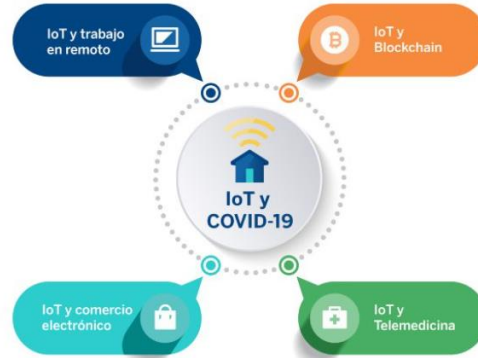 IoT y trabajo
en remoto
IoT y
Blockchain
IoT y
COVID-19
IoT y comercio
electrónico
IoT y
Telemedicina